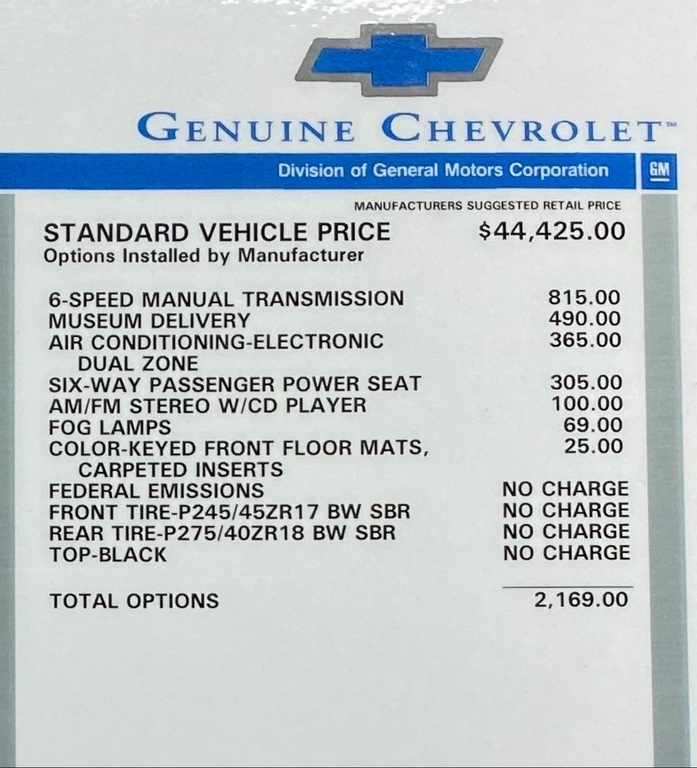 GENUINE CHEVROLET™
Division of General Motors Corporation GM
MANUFACTURERS SUGGESTED RETAIL PRICE
STANDARD VEHICLE PRICE $44,425.00
Options Installed by Manufacturer
6-SPEED MANUAL TRANSMISSION 815.00
MUSEUM DELIVERY 490.00
AIR CONDITIONING-ELECTRONIC 365.00
DUAL ZONE
SIX-WAY PASSENGER POWER SEAT 305.00
AM/FM STEREO W/CD PLAYER 100.00
FOG LAMPS 69.00
COLOR-KEYED FRONT FLOOR MATS, 25.00
CARPETED INSERTS
FEDERAL EMISSIONS NO CHARGE
FRONT TIRE-P245/45ZR17 BW SBR NO CHARGE
REAR TIRE-P275/40ZR18 BW SBR NO CHARGE
TOP-BLACK NO CHARGE
TOTAL OPTIONS 2,169.00